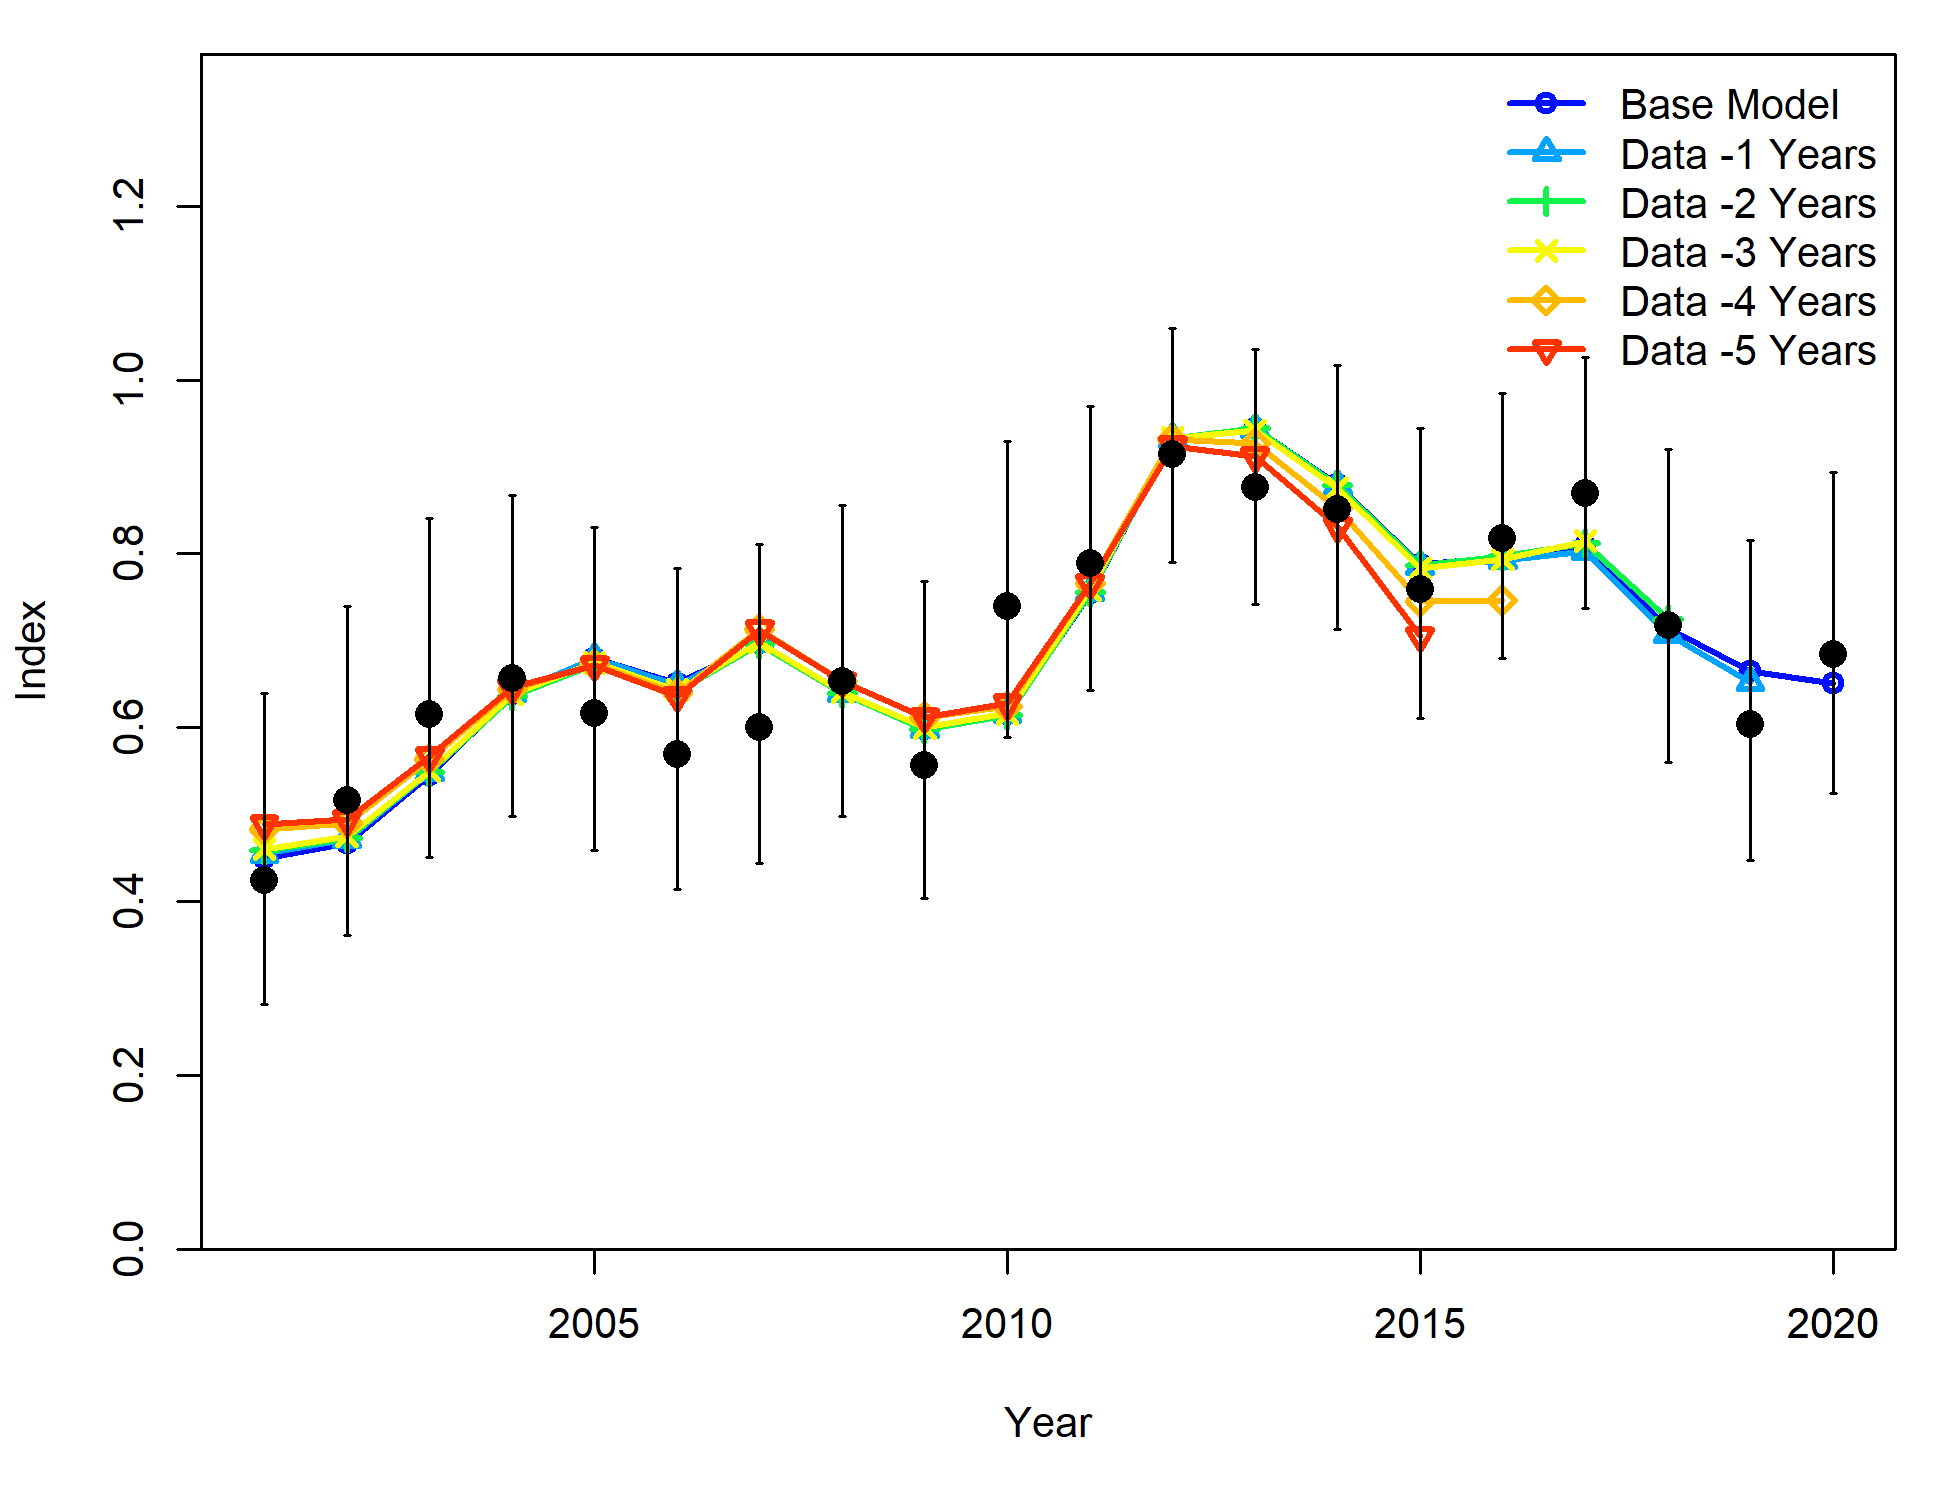 Base Model
Data -1 Years
Data -2 Years
Data -3 Years
Data -4 Years
Data -5 Years
1.2
1.0
0.8
0.6
0.4
0.2
0.0
Index
2005
2010
2015
2020
Year